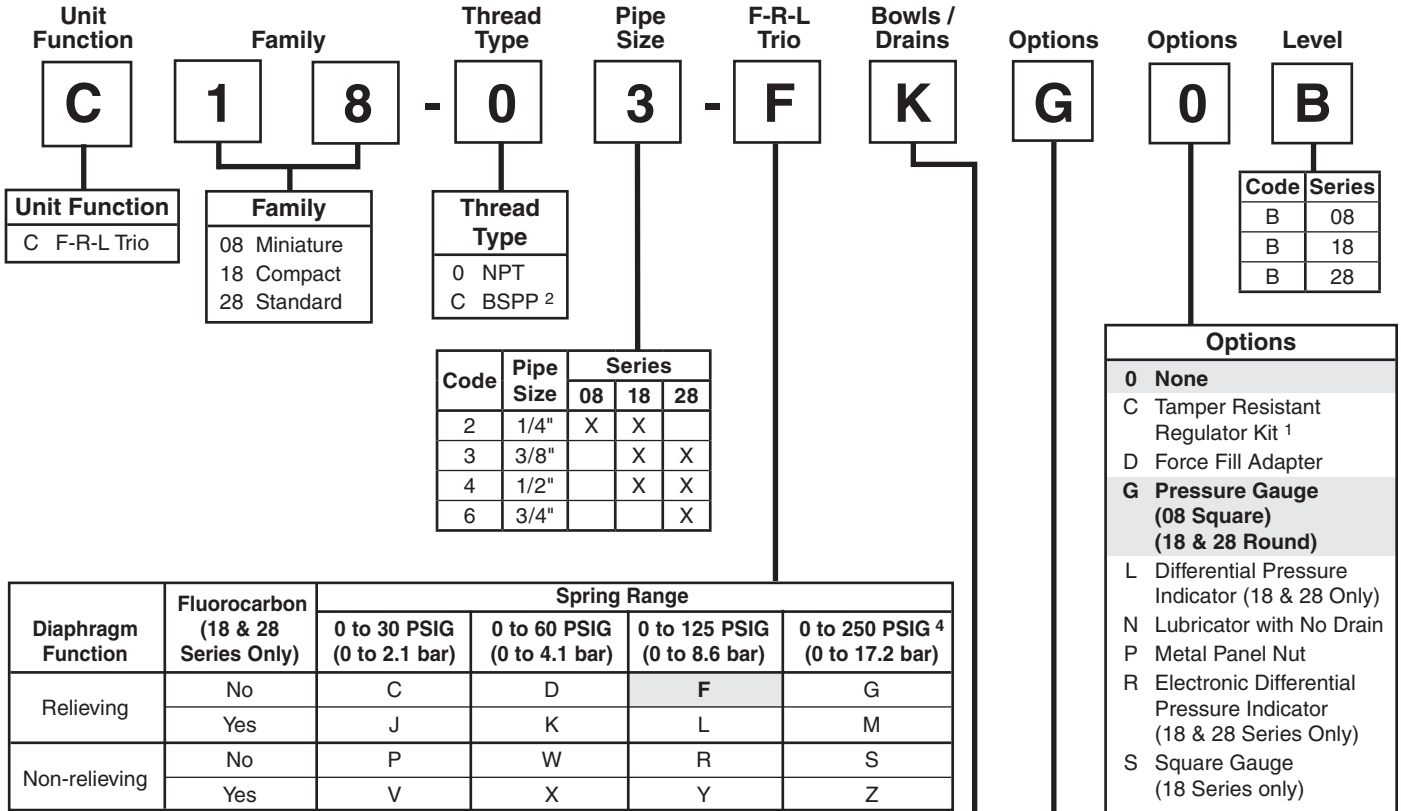 Unit Function Family Thread Type Pipe Size F-R-L Trio Bowls / Drains Options Options Level
C 1 8 - 0 3 - F K G 0 B
Unit Function
C F-R-L Trio
Family
08 Miniature
18 Compact
28 Standard
Thread
Type
0 NPT
C BSPP 2
Code Series
B 08
B 18
B 28
Code Pipe Size Series
08 18 28
2 1/4" X X
3 3/8" X X
4 1/2" X X
6 3/4" X
Options
0 None
C Tamper Resistant
Regulator Kit 1
D Force Fill Adapter
G Pressure Gauge
(08 Square)
(18 & 28 Round)
L Differential Pressure
Indicator (18 & 28 Only)
N Lubricator with No Drain
P Metal Panel Nut
R Electronic Differential
Pressure Indicator
(18 & 28 Series Only)
S Square Gauge
(18 Series only)
Diaphragm
Function
Fluorocarbon
(18 & 28
Series Only)
Spring Range
0 to 30 PSIG 0 to 60 PSIG 0 to 125 PSIG 0 to 250 PSIG 4
(0 to 2.1 bar) (0 to 4.1 bar) (0 to 8.6 bar) (0 to 17.2 bar)
Relieving
No C D F G
Yes J K L M
Non-relieving
No P W R S
Yes V X Y Z